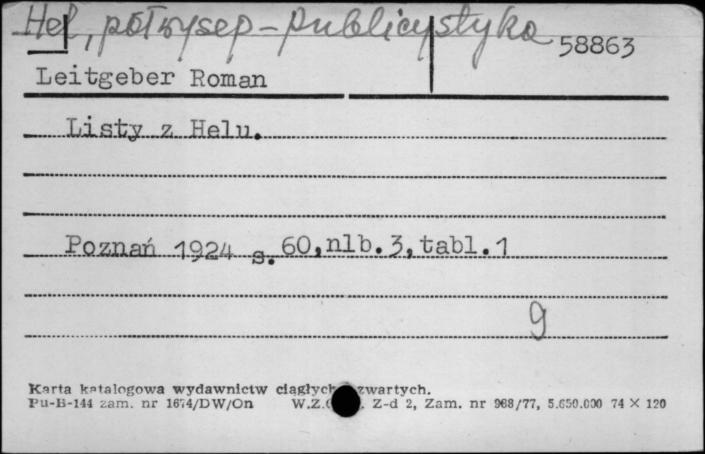 Hel, półwysep - publicystyka 58863
Leitgeber Roman
Listy z Helu.
Poznań 1924 s. 60, nlb. 3, tabl. 1
9
Karta katalogowa wydawnictw ciągłych zwartych.
Pu-B-144 zam. nr 1674/DW/On W.Z. Z-d 2, Zam. nr 968/77, 5.650.000 74 × 120